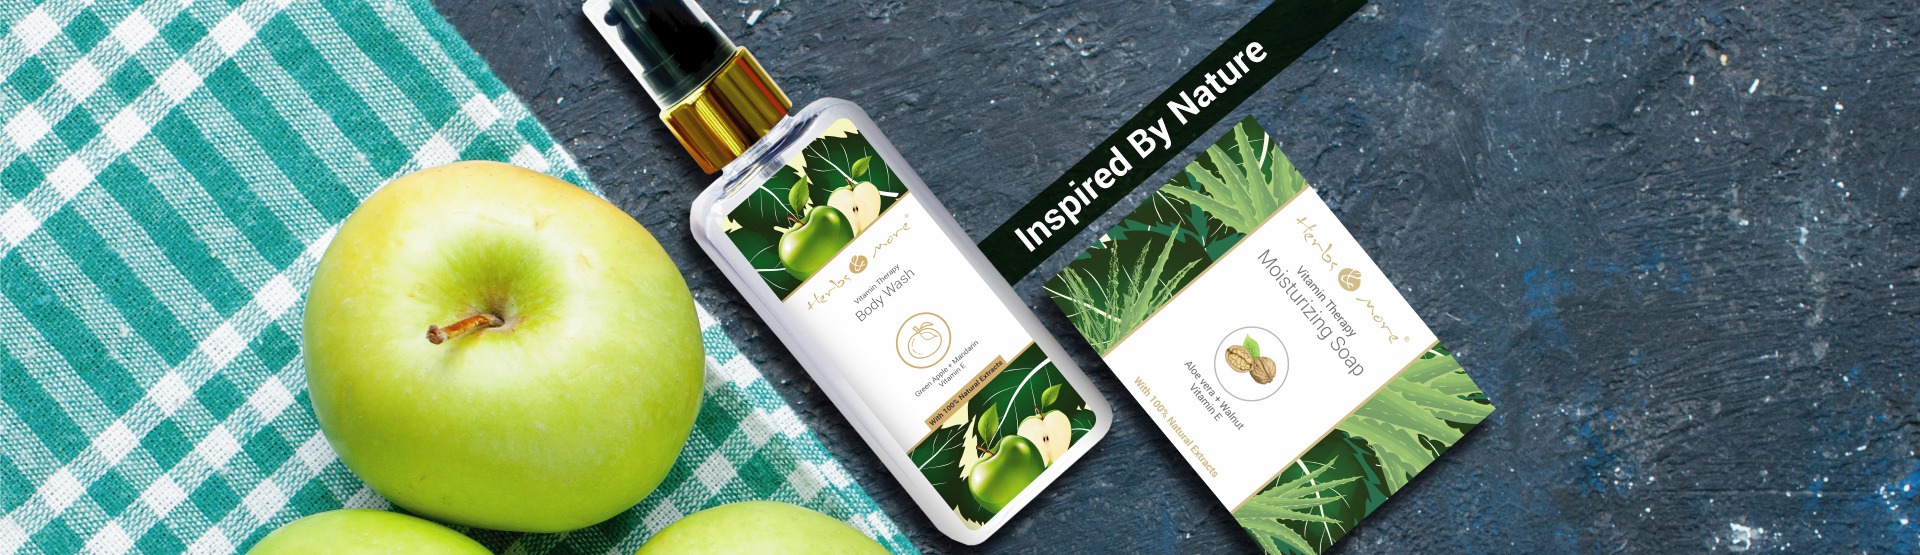 Inspired By Nature
Herbs & more®
Vitamin Therapy
Body Wash
Green Apple + Mandarin
Vitamin E
With 100% Natural Extracts
Herbs & more®
Vitamin Therapy
Moisturizing Soap
Aloe vera + Walnut
Vitamin E
With 100% Natural Extracts